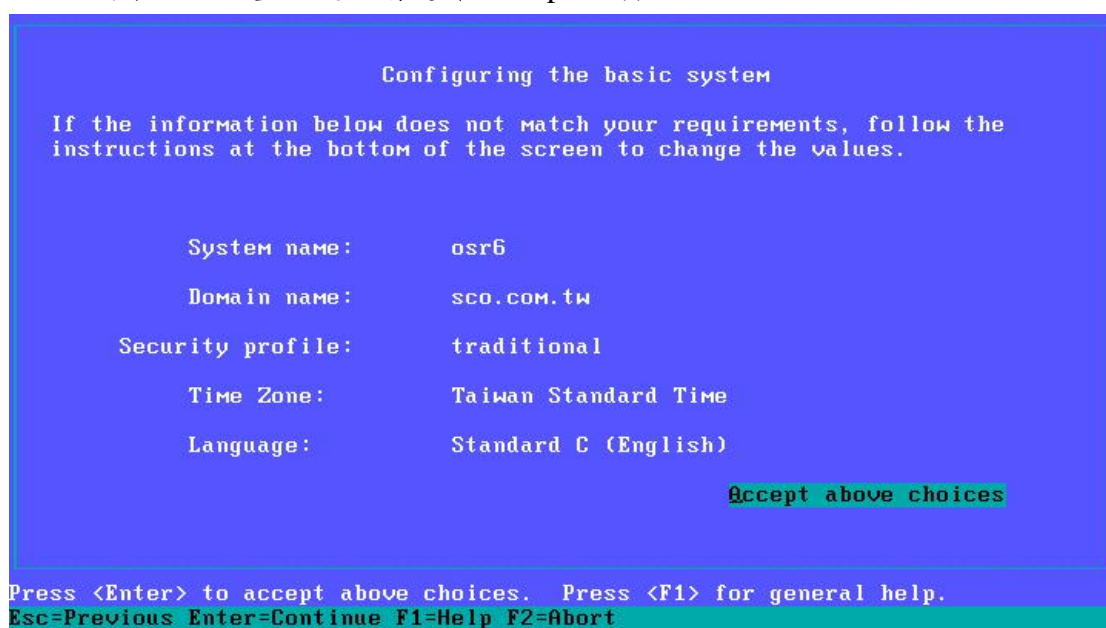 Configuring the basic system
If the information below does not match your requirements, follow the
instructions at the bottom of the screen to change the values.
System name: osr6
Domain name: sco.com.tw
Security profile: traditional
Time Zone: Taiwan Standard Time
Language: Standard C (English)
Accept above choices
Press <Enter> to accept above choices. Press <F1> for general help.
Esc=Previous Enter=Continue F1=Help F2=Abort